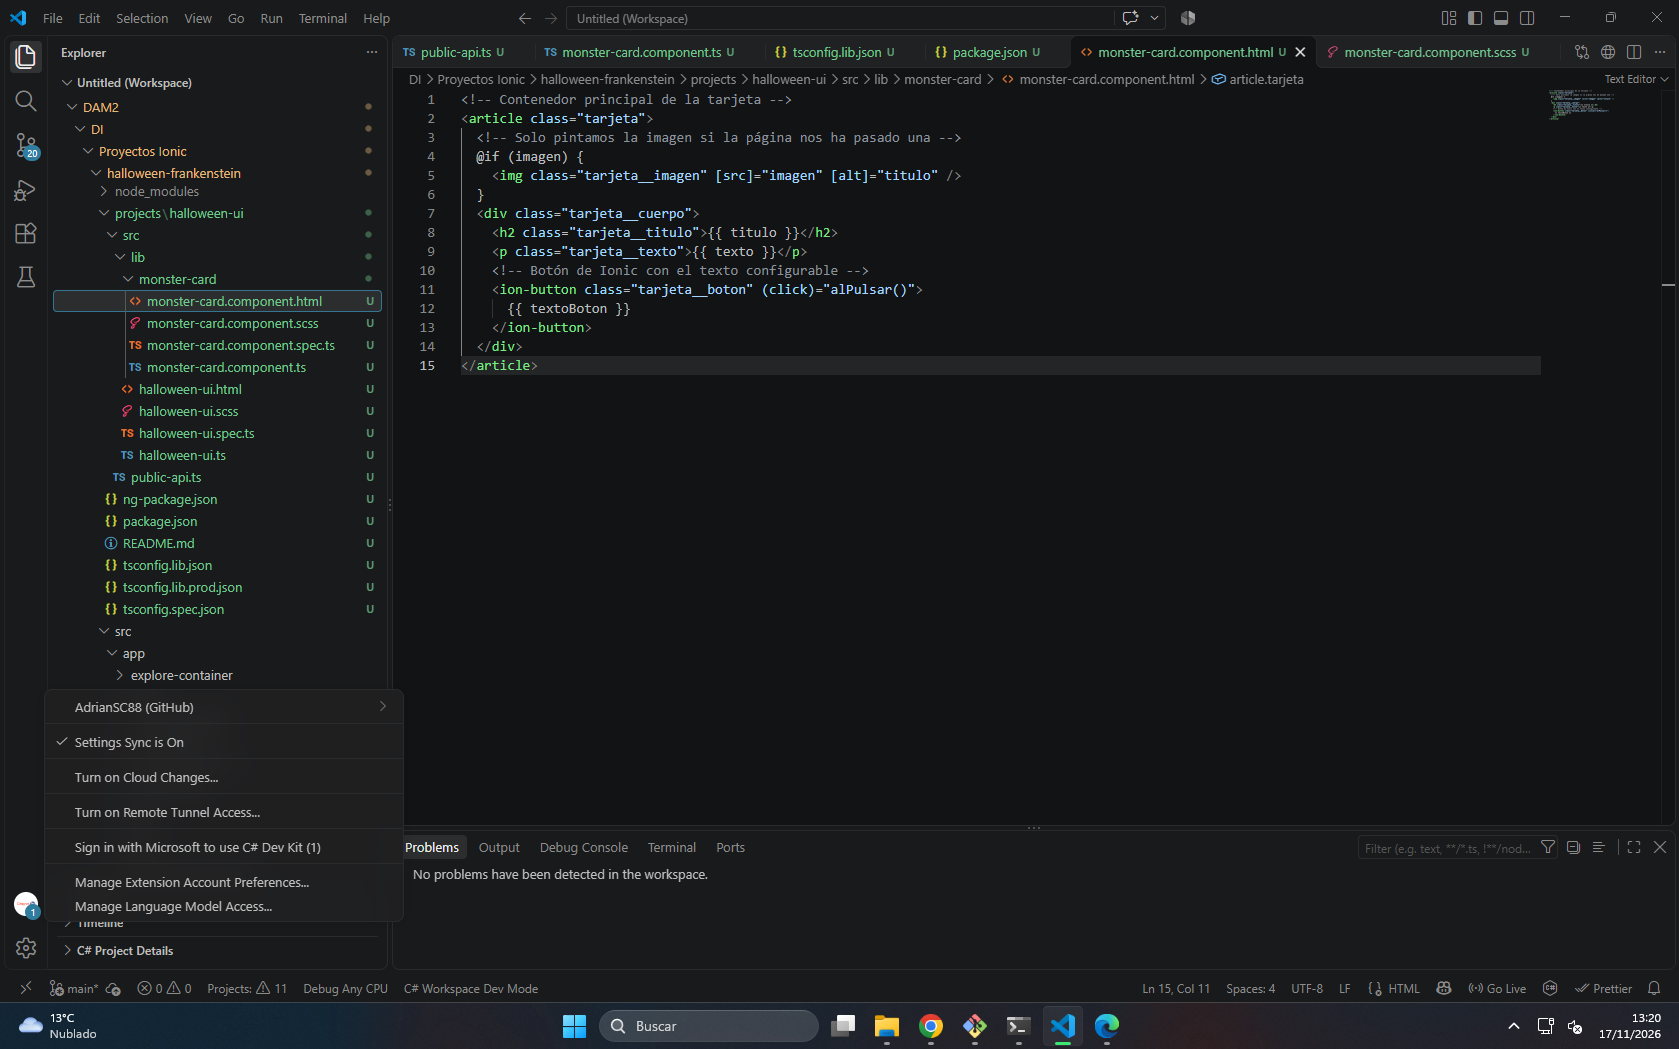 File Edit Selection View Go Run Terminal Help
Untitled (Workspace)
Explorer
Untitled (Workspace)
DAM2
DI
Proyectos Ionic
halloween-frankenstein
node_modules
projects\halloween-ui
src
lib
monster-card
monster-card.component.html U
monster-card.component.scss U
monster-card.component.spec.ts U
monster-card.component.ts U
halloween-ui.html U
halloween-ui.scss U
halloween-ui.spec.ts U
halloween-ui.ts U
public-api.ts U
ng-package.json U
package.json U
README.md U
tsconfig.lib.json U
tsconfig.lib.prod.json U
tsconfig.spec.json U
src
app
explore-container
20
AdrianSC88 (GitHub)
Settings Sync is On
Turn on Cloud Changes...
Turn on Remote Tunnel Access...
Sign in with Microsoft to use C# Dev Kit (1)
Manage Extension Account Preferences...
Manage Language Model Access...
1
Timeline
C# Project Details
TS public-api.ts U TS monster-card.component.ts U {} tsconfig.lib.json U {} package.json U <> monster-card.component.html U monster-card.component.scss U
DI > Proyectos Ionic > halloween-frankenstein > projects > halloween-ui > src > lib > monster-card > <> monster-card.component.html > article.tarjeta
Text Editor
1 <!-- Contenedor principal de la tarjeta -->
2 <article class="tarjeta">
3 <!-- Solo pintamos la imagen si la página nos ha pasado una -->
4 @if (imagen) {
5 <img class="tarjeta__imagen" [src]="imagen" [alt]="titulo" />
6 }
7 <div class="tarjeta__cuerpo">
8 <h2 class="tarjeta__titulo">{{ titulo }}</h2>
9 <p class="tarjeta__texto">{{ texto }}</p>
10 <!-- Botón de Ionic con el texto configurable -->
11 <ion-button class="tarjeta__boton" (click)="alPulsar()">
12 {{ textoBoton }}
13 </ion-button>
14 </div>
15 </article>
Problems Output Debug Console Terminal Ports
Filter (e.g. text, **/*.ts, !**/nod...
No problems have been detected in the workspace.
main* 0 0 Projects: 11 Debug Any CPU C# Workspace Dev Mode
Ln 15, Col 11 Spaces: 4 UTF-8 LF {} HTML Go Live Prettier
13°C
Nublado
Buscar
13:20
17/11/2026